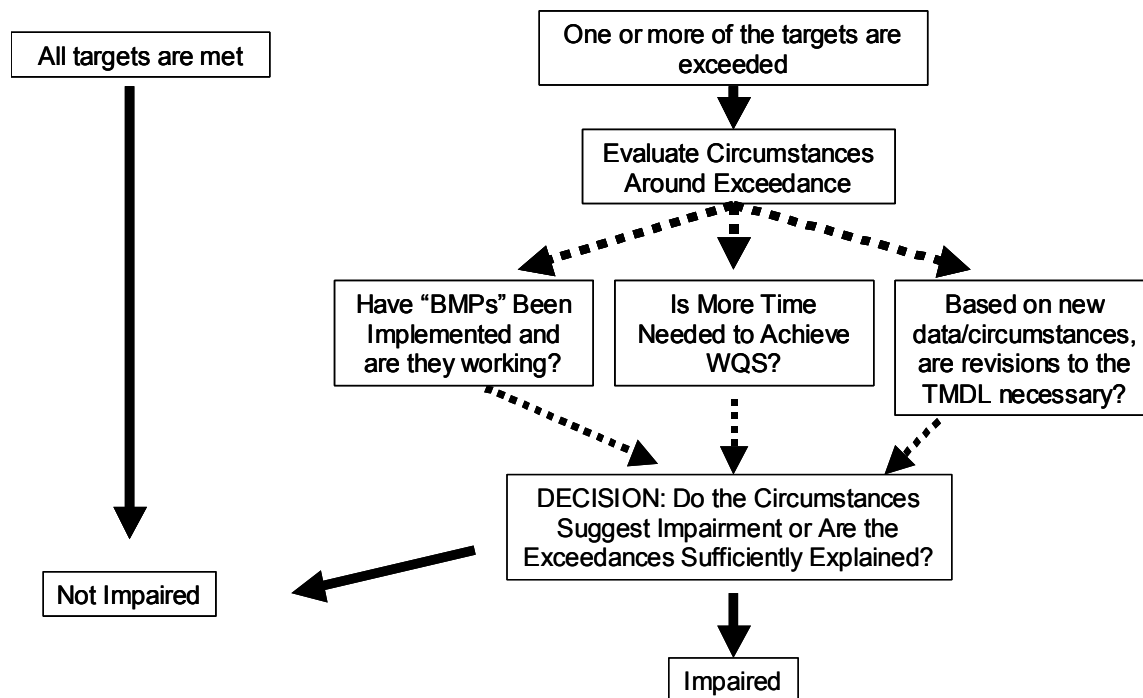 All targets are met
One or more of the targets are
exceeded
Evaluate Circumstances
Around Exceedance
Have “BMPs” Been
Implemented and
are they working?
Is More Time
Needed to Achieve
WQS?
Based on new
data/circumstances,
are revisions to the
TMDL necessary?
DECISION: Do the Circumstances
Suggest Impairment or Are the
Exceedances Sufficiently Explained?
Not Impaired
Impaired